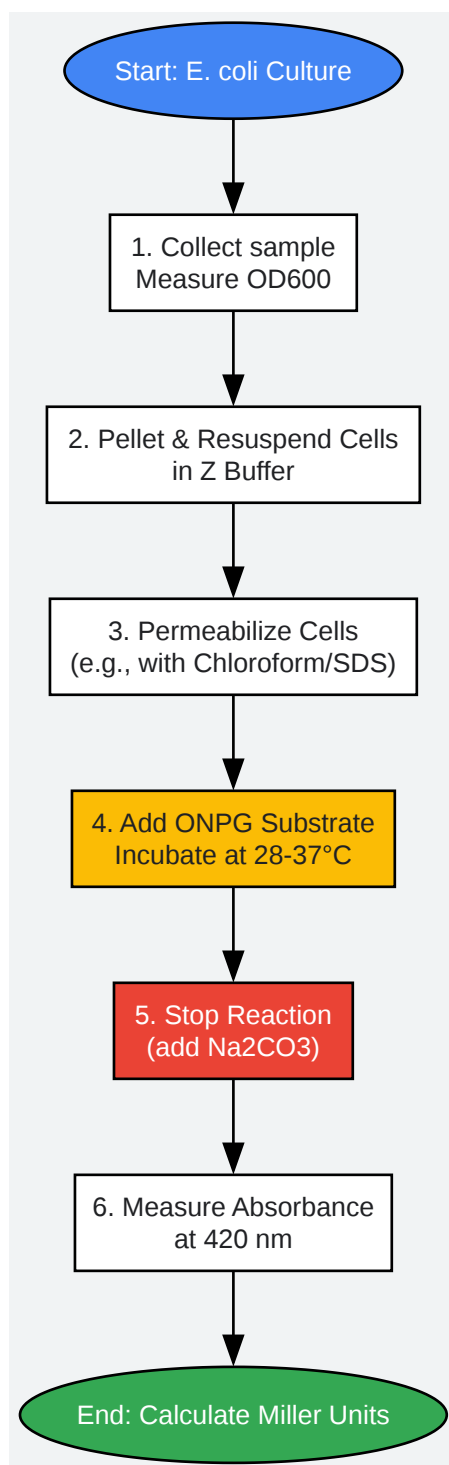 Start: E. coli Culture
1. Collect sample
Measure OD600
2. Pellet & Resuspend Cells
in Z Buffer
3. Permeabilize Cells
(e.g., with Chloroform/SDS)
4. Add ONPG Substrate
Incubate at 28-37°C
5. Stop Reaction
(add Na2CO3)
6. Measure Absorbance
at 420 nm
End: Calculate Miller Units